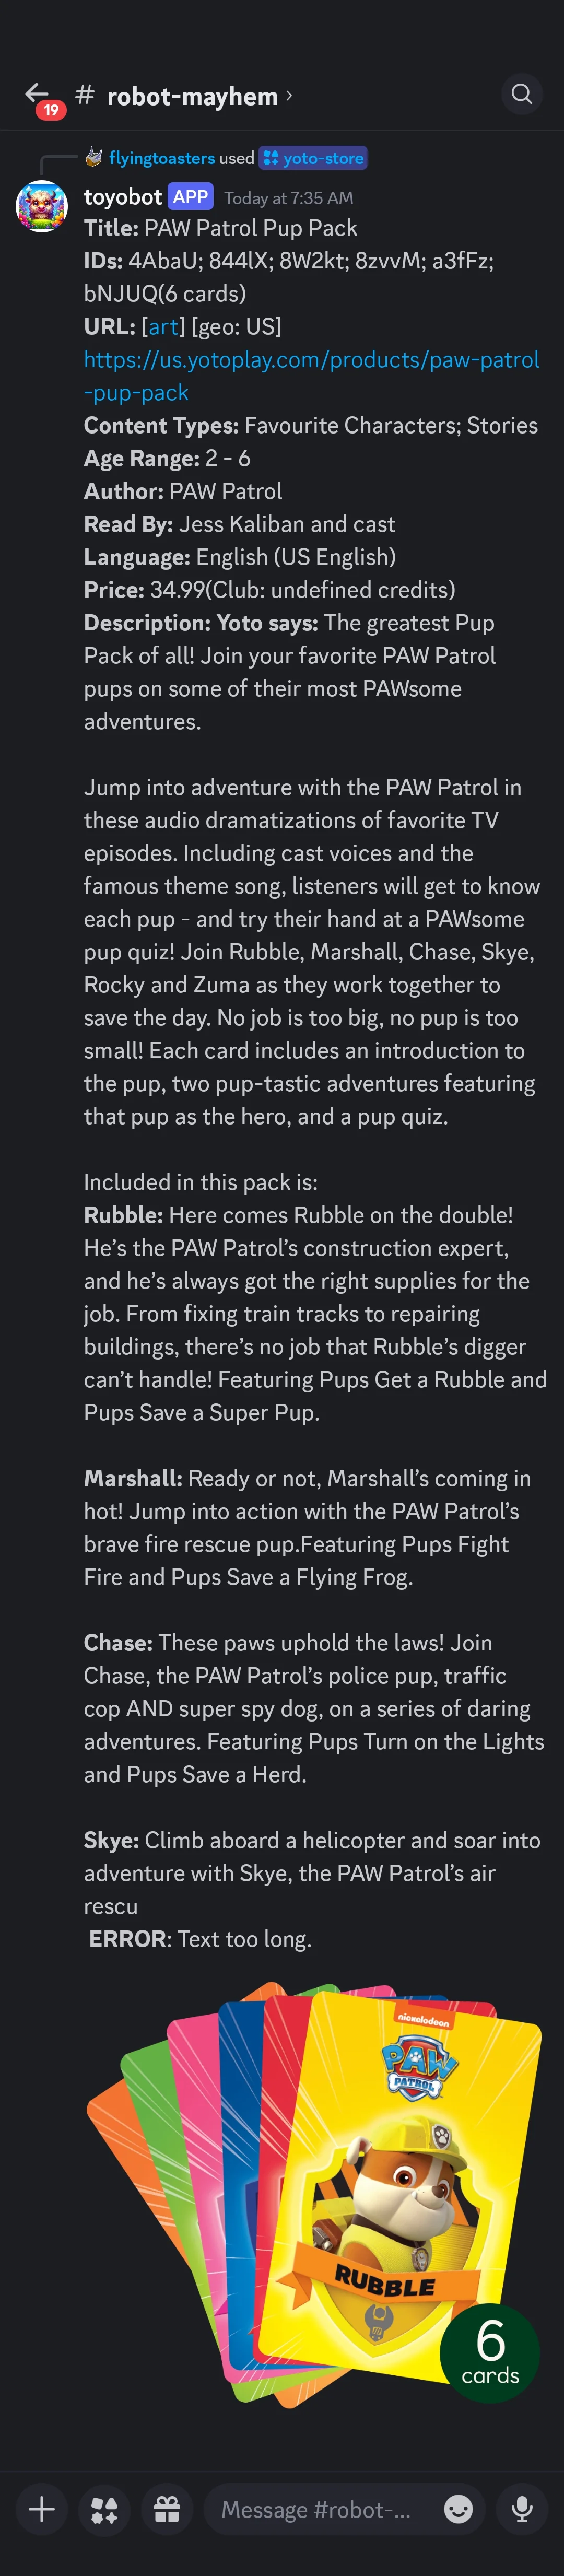 19
# robot-mayhem ›
flyingtoasters used yoto-store
toyobot APP Today at 7:35 AM
Title: PAW Patrol Pup Pack
IDs: 4AbaU; 844lX; 8W2kt; 8zvvM; a3fFz;
bNJUQ(6 cards)
URL: [art] [geo: US]
https://us.yotoplay.com/products/paw-patrol
-pup-pack
Content Types: Favourite Characters; Stories
Age Range: 2 - 6
Author: PAW Patrol
Read By: Jess Kaliban and cast
Language: English (US English)
Price: 34.99(Club: undefined credits)
Description: Yoto says: The greatest Pup
Pack of all! Join your favorite PAW Patrol
pups on some of their most PAWsome
adventures.
Jump into adventure with the PAW Patrol in
these audio dramatizations of favorite TV
episodes. Including cast voices and the
famous theme song, listeners will get to know
each pup - and try their hand at a PAWsome
pup quiz! Join Rubble, Marshall, Chase, Skye,
Rocky and Zuma as they work together to
save the day. No job is too big, no pup is too
small! Each card includes an introduction to
the pup, two pup-tastic adventures featuring
that pup as the hero, and a pup quiz.
Included in this pack is:
Rubble: Here comes Rubble on the double!
He’s the PAW Patrol’s construction expert,
and he’s always got the right supplies for the
job. From fixing train tracks to repairing
buildings, there’s no job that Rubble’s digger
can’t handle! Featuring Pups Get a Rubble and
Pups Save a Super Pup.
Marshall: Ready or not, Marshall’s coming in
hot! Jump into action with the PAW Patrol’s
brave fire rescue pup.Featuring Pups Fight
Fire and Pups Save a Flying Frog.
Chase: These paws uphold the laws! Join
Chase, the PAW Patrol’s police pup, traffic
cop AND super spy dog, on a series of daring
adventures. Featuring Pups Turn on the Lights
and Pups Save a Herd.
Skye: Climb aboard a helicopter and soar into
adventure with Skye, the PAW Patrol’s air
rescu
ERROR: Text too long.
nickelodeon
PAW
PATROL
RUBBLE
6
cards
Message #robot-...